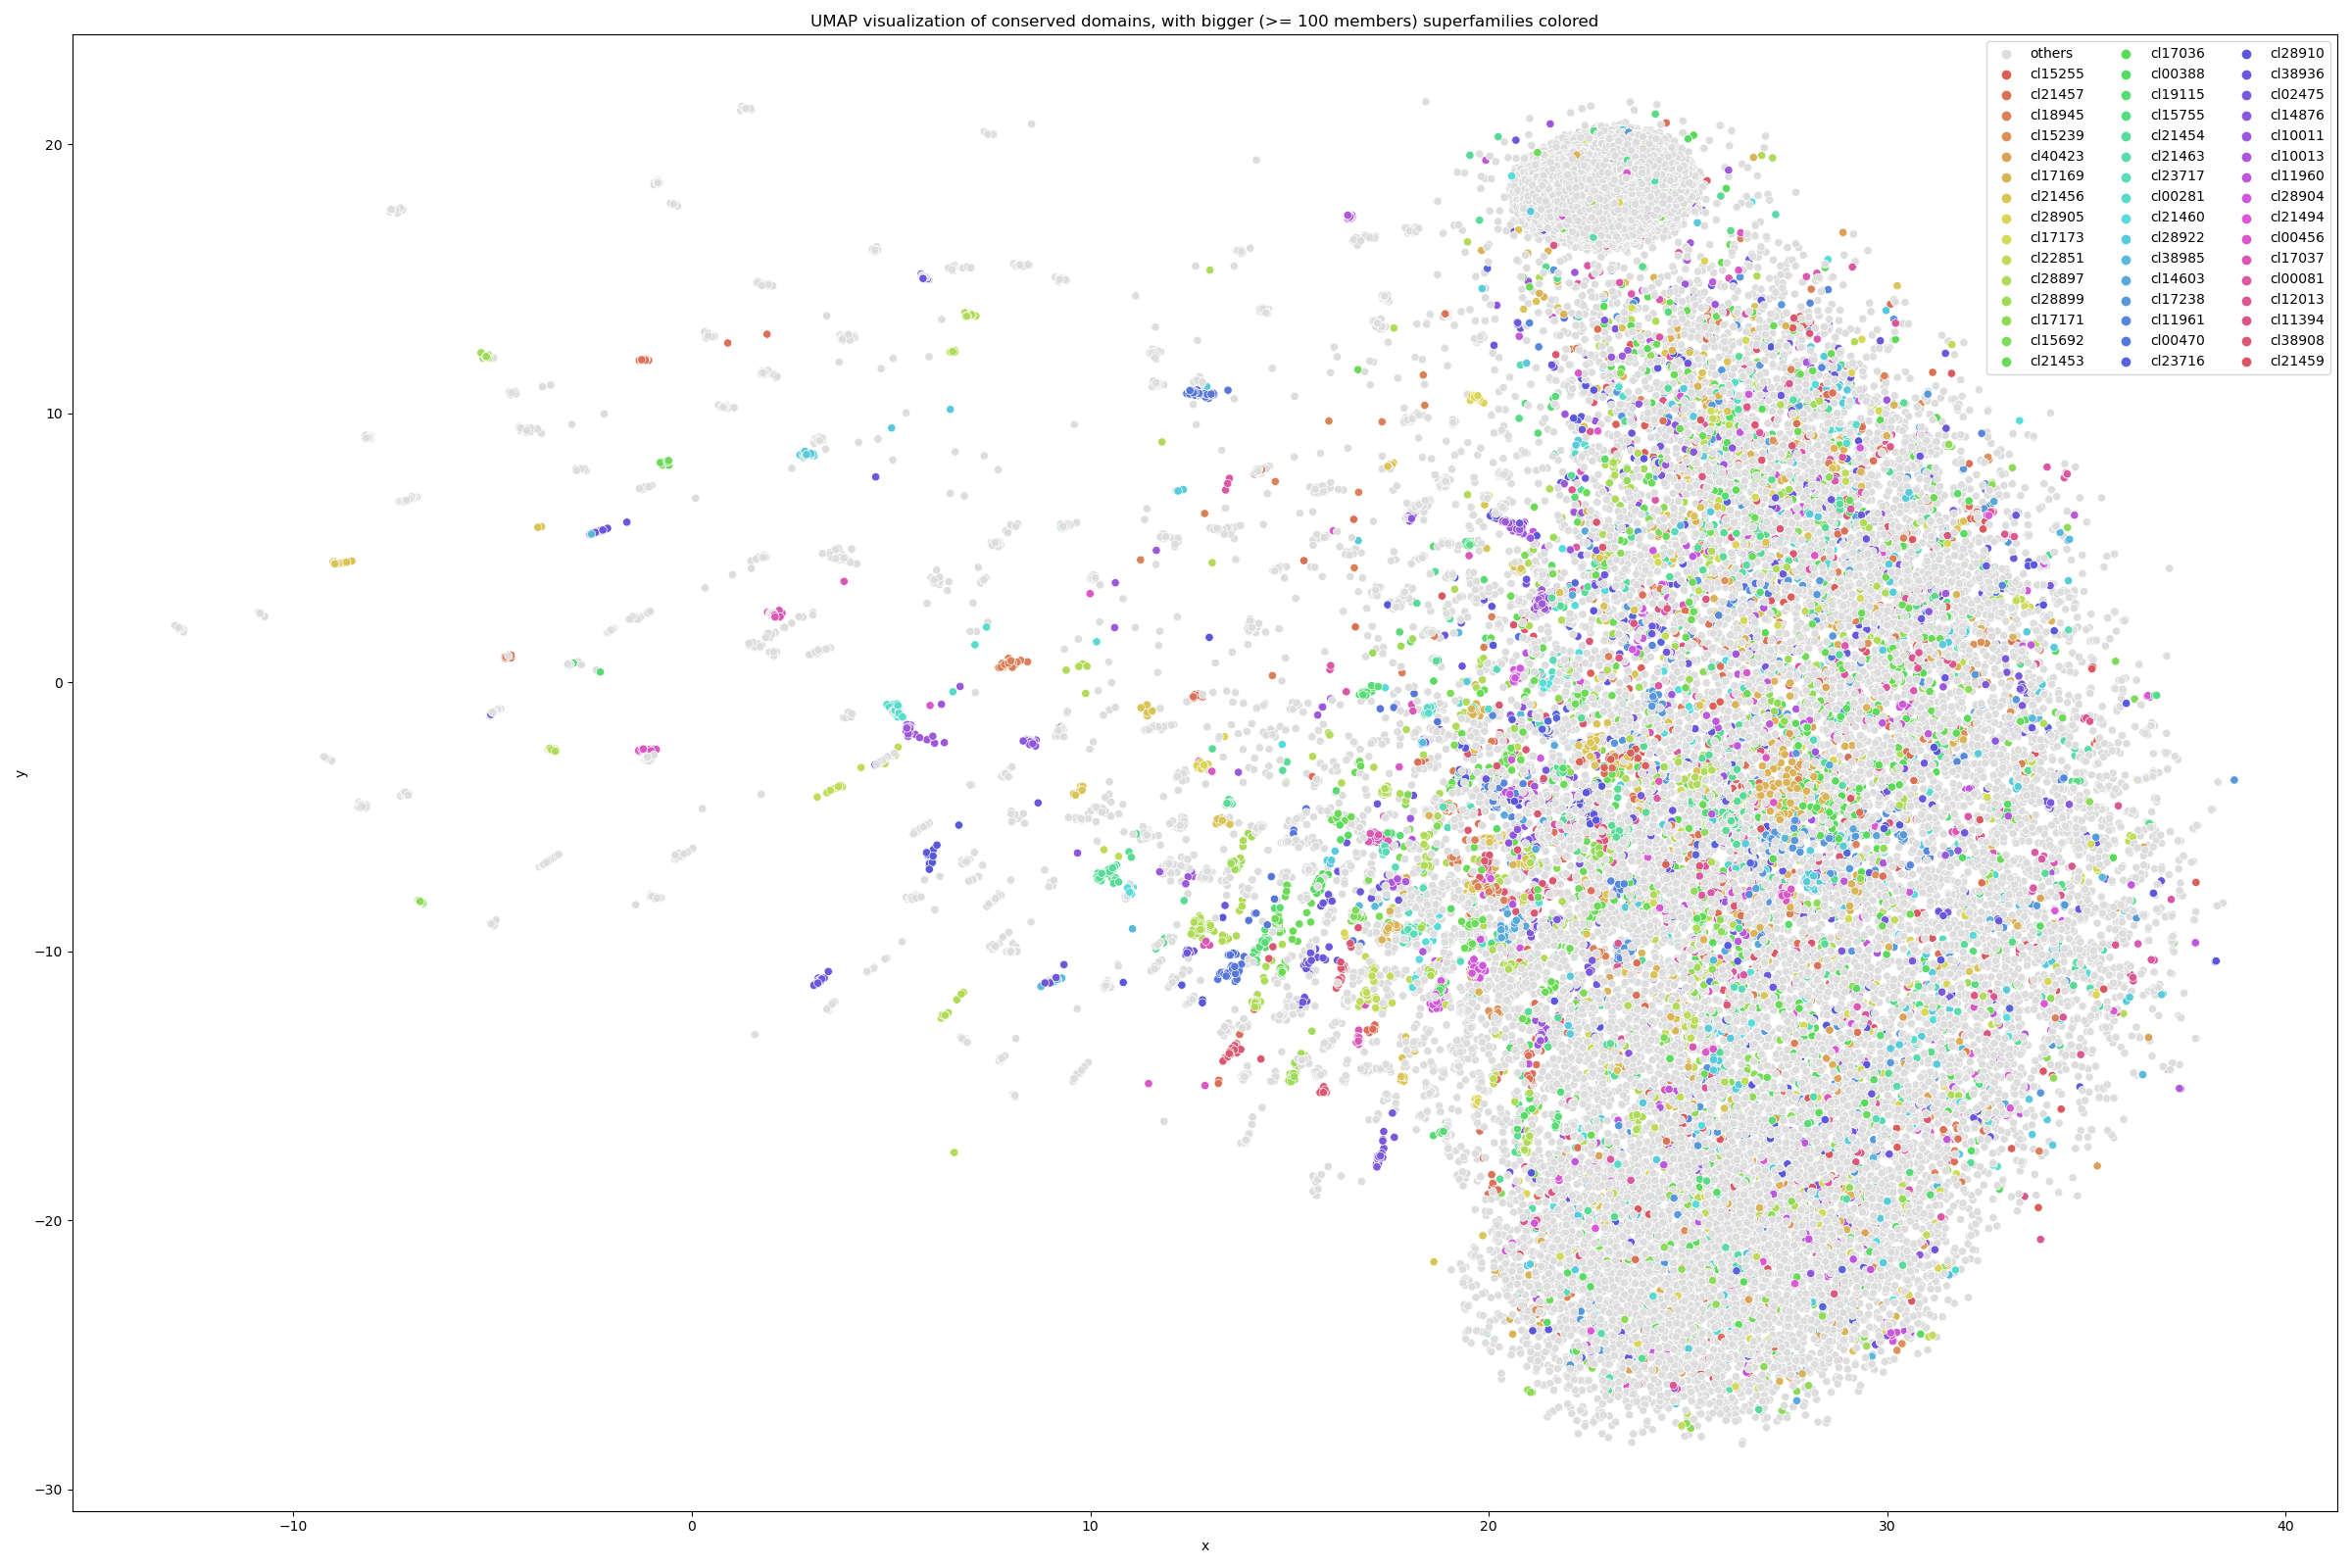 UMAP visualization of conserved domains, with bigger (>= 100 members) superfamilies colored
others
cl15255
cl21457
cl18945
cl15239
cl40423
cl17169
cl21456
cl28905
cl17173
cl22851
cl28897
cl28899
cl17171
cl15692
cl21453
cl17036
cl00388
cl19115
cl15755
cl21454
cl21463
cl23717
cl00281
cl21460
cl28922
cl38985
cl14603
cl17238
cl11961
cl00470
cl23716
cl28910
cl38936
cl02475
cl14876
cl10011
cl10013
cl11960
cl28904
cl21494
cl00456
cl17037
cl00081
cl12013
cl11394
cl38908
cl21459
20
10
0
−10
−20
−30
y
−10
0
10
20
30
40
x